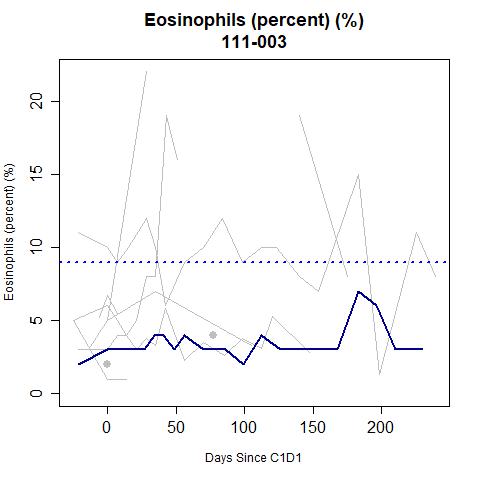 Eosinophils (percent) (%)
111-003
Eosinophils (percent) (%)
20
15
10
5
0
0 50 100 150 200
Days Since C1D1